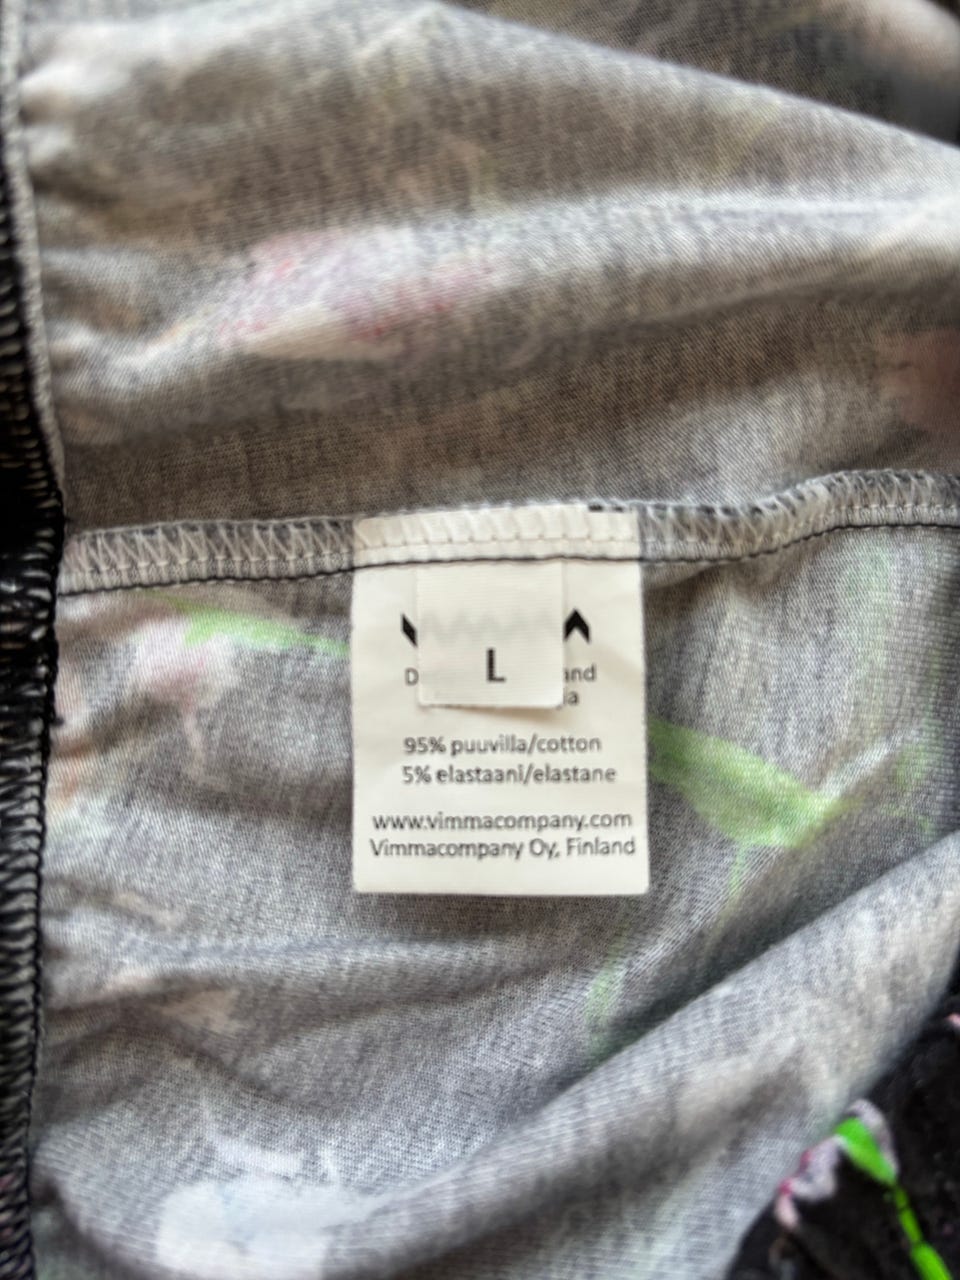 L
95% puuvilla/cotton
5% elastaani/elastane
www.vimmacompany.com
Vimmacompany Oy, Finland